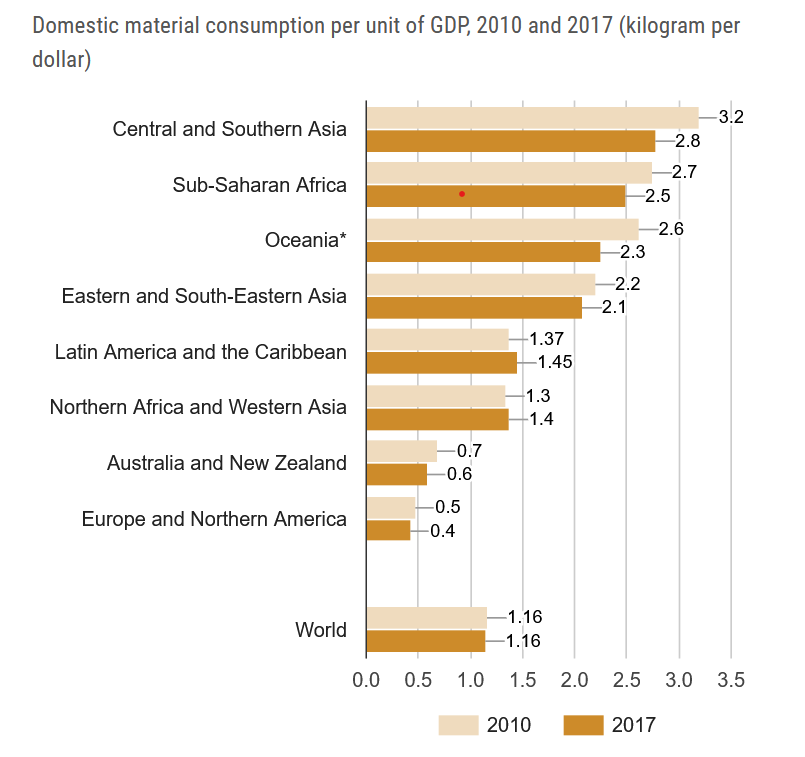 Domestic material consumption per unit of GDP, 2010 and 2017 (kilogram per
dollar)
Central and Southern Asia
3.2
2.8
Sub-Saharan Africa
2.7
2.5
Oceania*
2.6
2.3
Eastern and South-Eastern Asia
2.2
2.1
Latin America and the Caribbean
1.37
1.45
Northern Africa and Western Asia
1.3
1.4
Australia and New Zealand
0.7
0.6
Europe and Northern America
0.5
0.4
World
1.16
1.16
0.0 0.5 1.0 1.5 2.0 2.5 3.0 3.5
2010 2017